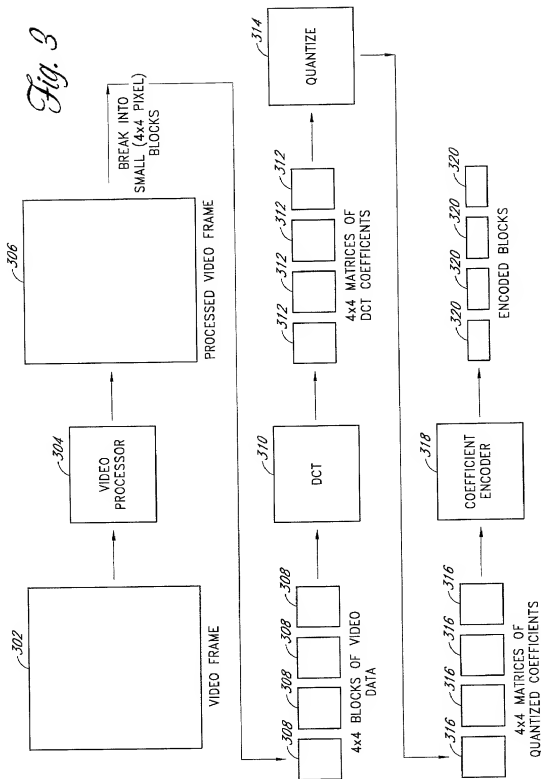 Fig. 3
302
VIDEO FRAME
304
VIDEO
PROCESSOR
306
PROCESSED VIDEO FRAME
BREAK INTO
SMALL (4x4 PIXEL)
BLOCKS
308
308
308
308
4x4 BLOCKS OF VIDEO
DATA
310
DCT
312
312
312
312
4x4 MATRICES OF
DCT COEFFICENTS
314
QUANTIZE
316
316
316
316
4x4 MATRICES OF
QUANTIZED COEFFICIENTS
318
COEFFICIENT
ENCODER
320
320
320
320
ENCODED BLOCKS